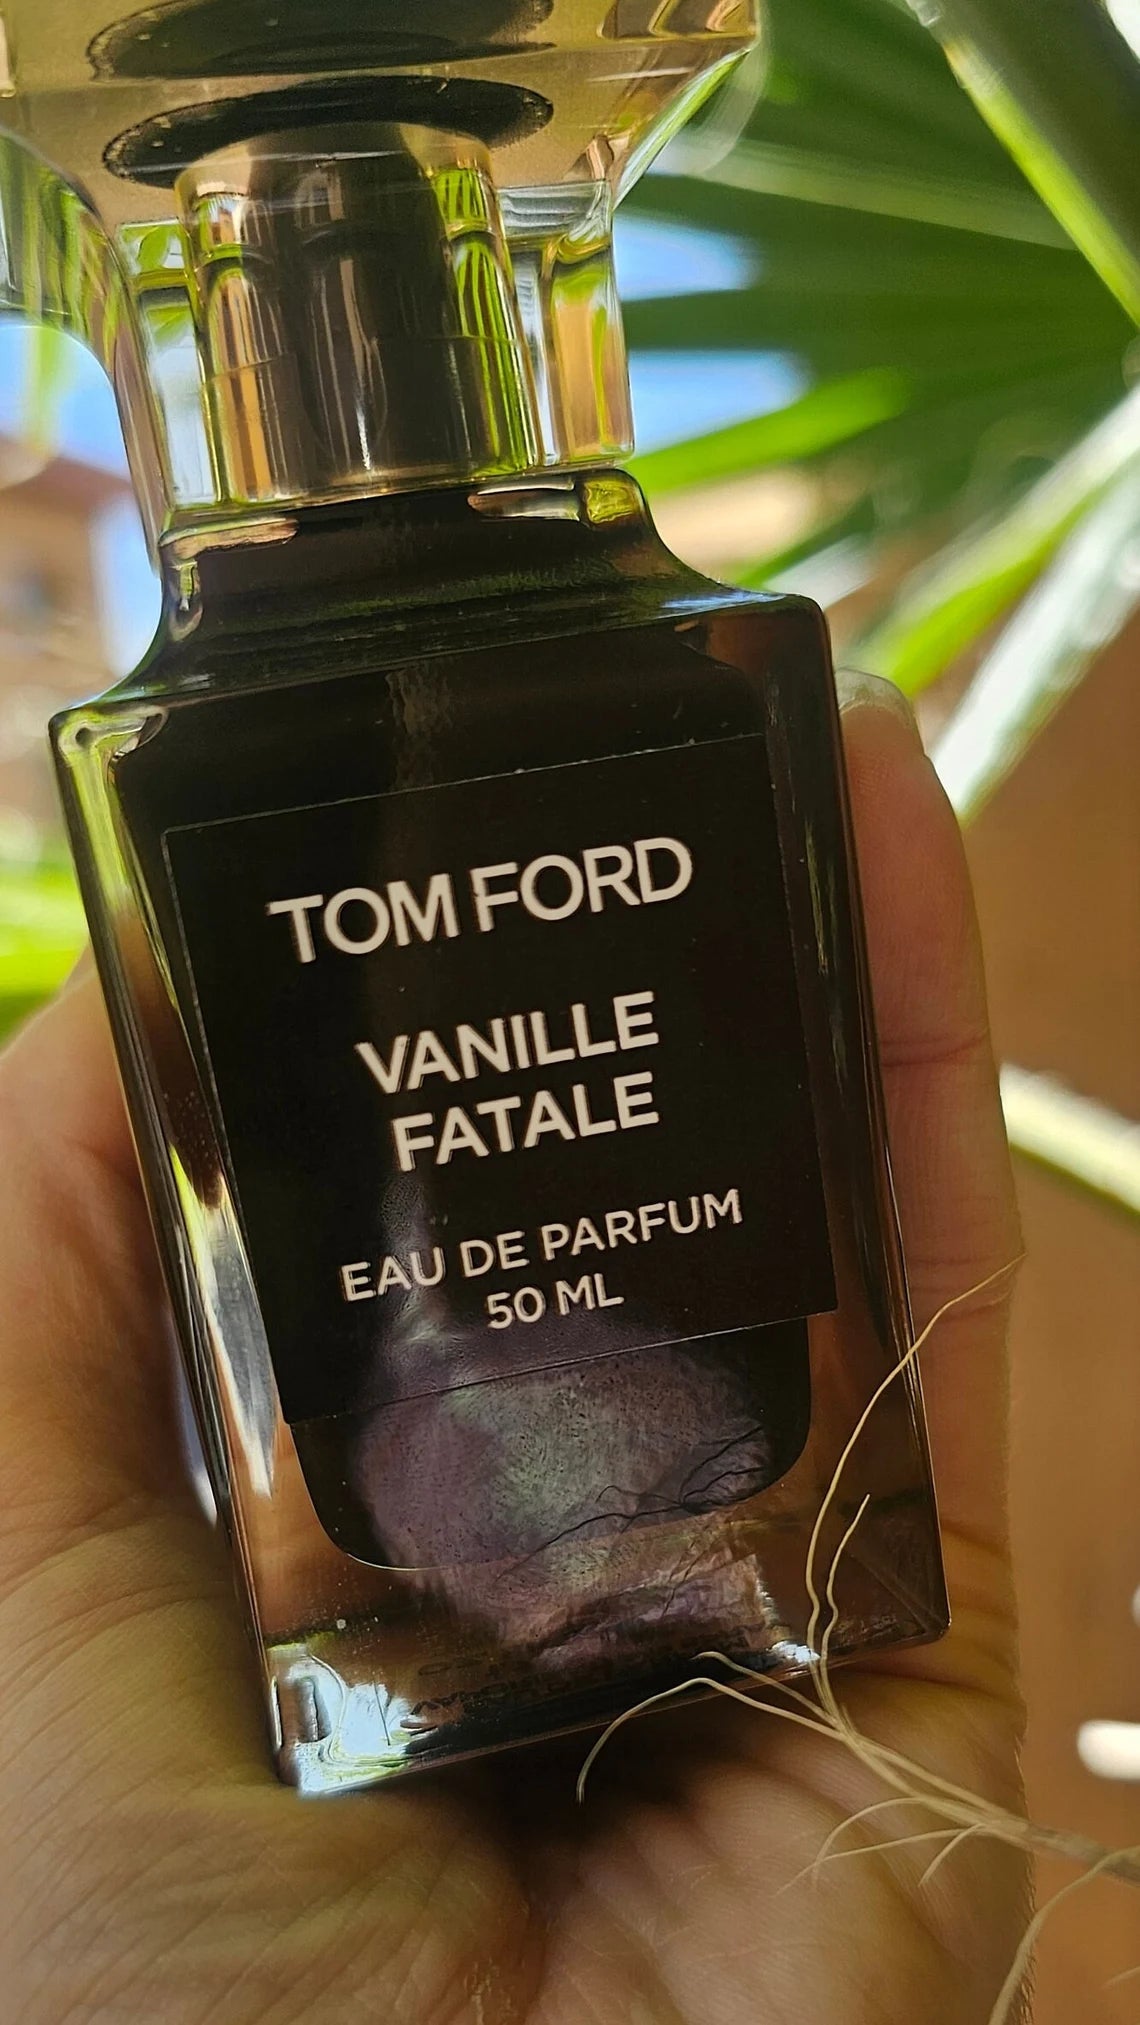 TOM FORD
VANILLE
FATALE
EAU DE PARFUM
50 ML